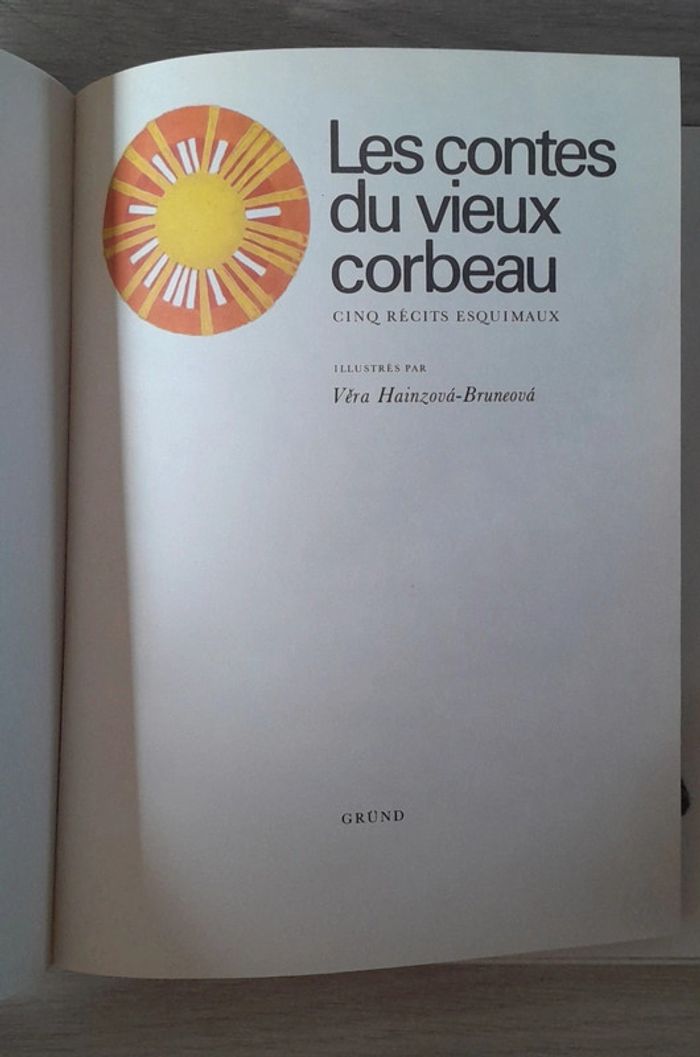 Les contes
du vieux
corbeau
CINQ RÉCITS ESQUIMAUX
ILLUSTRÉS PAR
Věra Hainzová-Bruneová
GRÜND